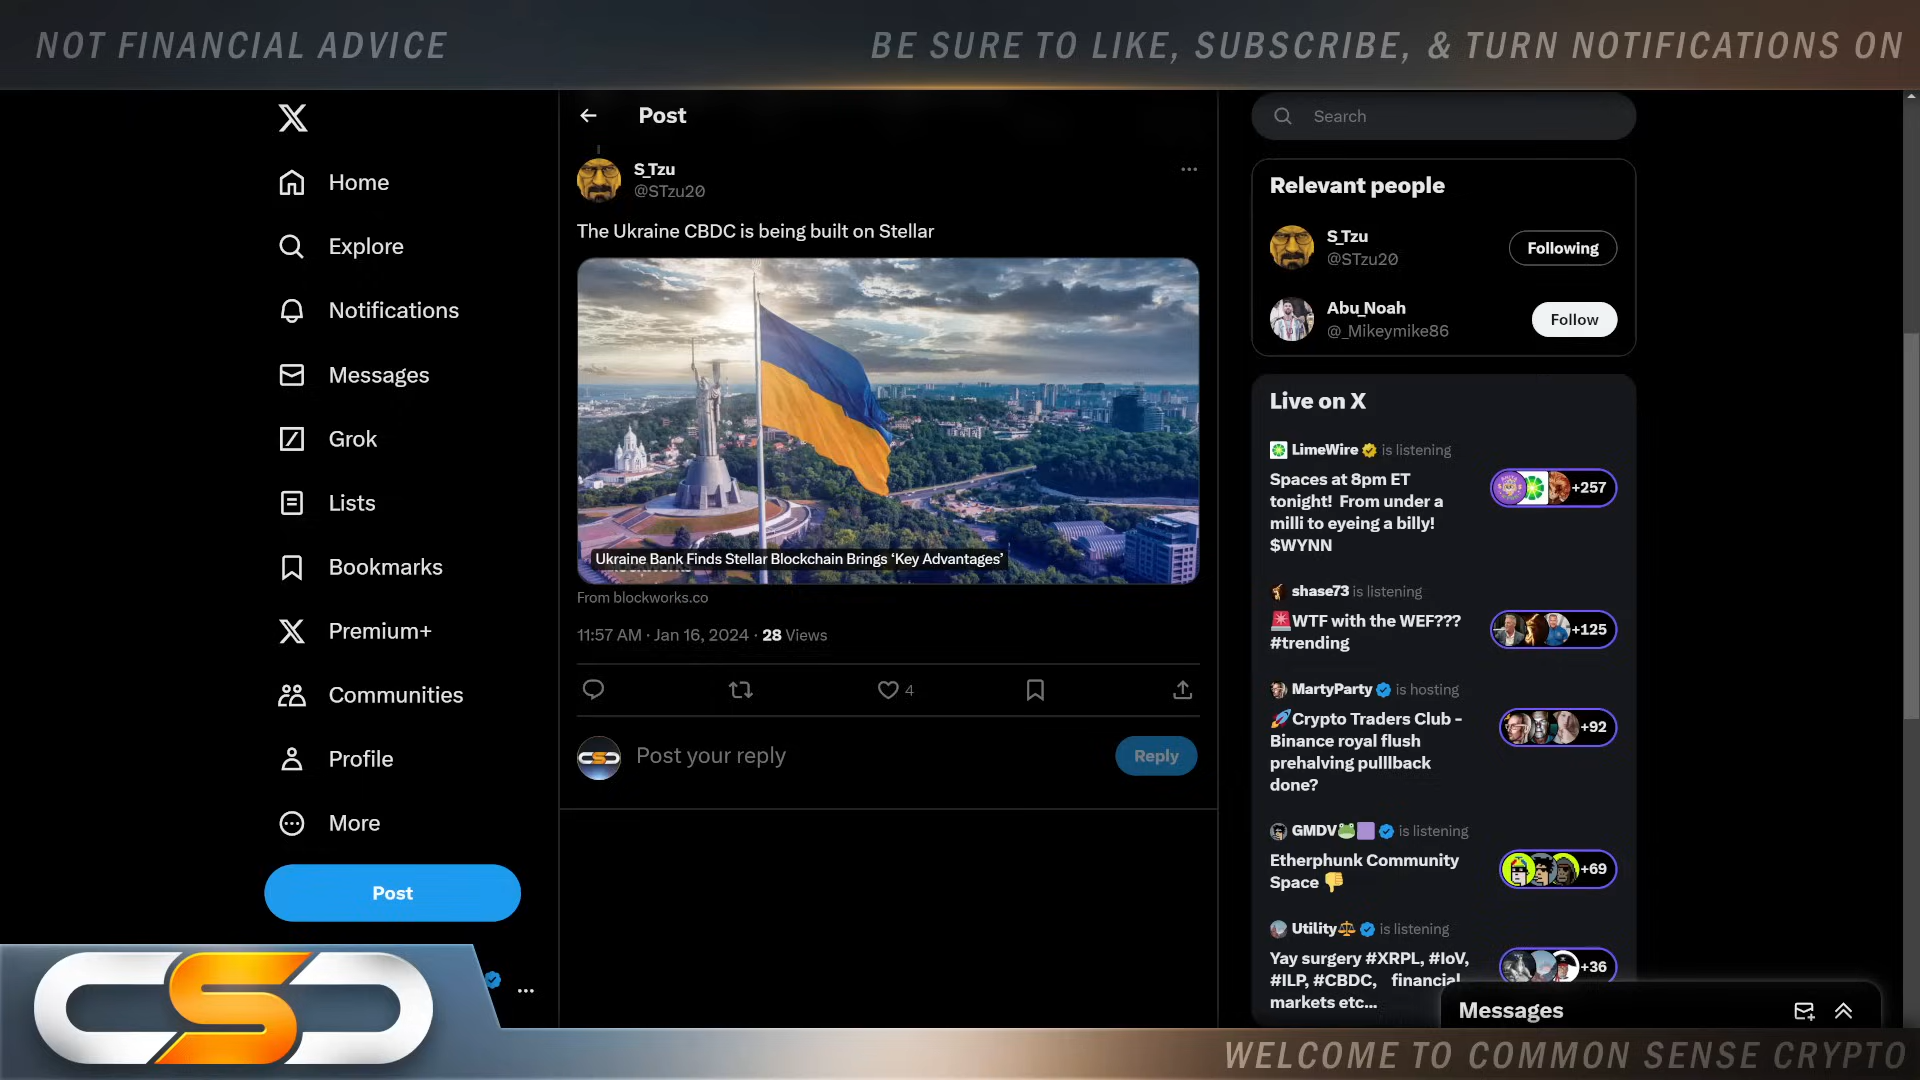 NOT FINANCIAL ADVICE
BE SURE TO LIKE, SUBSCRIBE, & TURN NOTIFICATIONS ON
Home
Explore
Notifications
Messages
Grok
Lists
Bookmarks
Premium+
Communities
Profile
More
Post
Post
S_Tzu
@STzu20
The Ukraine CBDC is being built on Stellar
Ukraine Bank Finds Stellar Blockchain Brings ‘Key Advantages’
From blockworks.co
11:57 AM · Jan 16, 2024 · 28 Views
4
Post your reply
Reply
Search
Relevant people
S_Tzu
@STzu20
Following
Abu_Noah
@_Mikeymike86
Follow
Live on X
LimeWire is listening
Spaces at 8pm ET
tonight! From under a
milli to eyeing a billy!
$WYNN
+257
shase73 is listening
🚨WTF with the WEF???
#trending
+125
MartyParty is hosting
🚀Crypto Traders Club -
Binance royal flush
prehalving pulllback
done?
+92
GMDV🐸🟪 is listening
Etherphunk Community
Space 👎
+69
Utility⚖️ is listening
Yay surgery #XRPL, #IoV,
#ILP, #CBDC, financial
markets etc...
+36
Messages
CSC
WELCOME TO COMMON SENSE CRYPTO